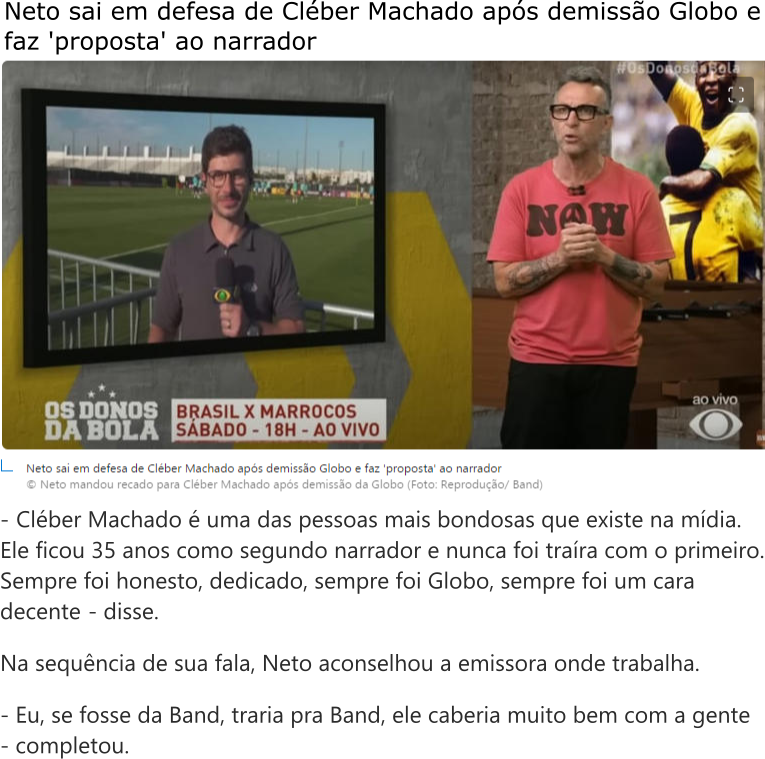 Neto sai em defesa de Cléber Machado após demissão Globo e
faz 'proposta' ao narrador
#OsDonosdaBola
NOW
7
OS DONOS
DA BOLA
BRASIL X MARROCOS
SÁBADO - 18H - AO VIVO
ao vivo
Neto sai em defesa de Cléber Machado após demissão Globo e faz 'proposta' ao narrador
© Neto mandou recado para Cléber Machado após demissão da Globo (Foto: Reprodução/ Band)
- Cléber Machado é uma das pessoas mais bondosas que existe na mídia.
Ele ficou 35 anos como segundo narrador e nunca foi traíra com o primeiro.
Sempre foi honesto, dedicado, sempre foi Globo, sempre foi um cara
decente - disse.
Na sequência de sua fala, Neto aconselhou a emissora onde trabalha.
- Eu, se fosse da Band, traria pra Band, ele caberia muito bem com a gente
- completou.